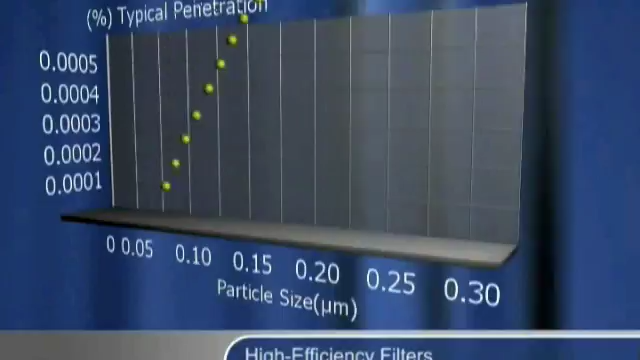 (%) Typical Penetration
0.0005
0.0004
0.0003
0.0002
0.0001
0 0.05 0.10 0.15 0.20 0.25 0.30
Particle Size(µm)
High-Efficiency Filters